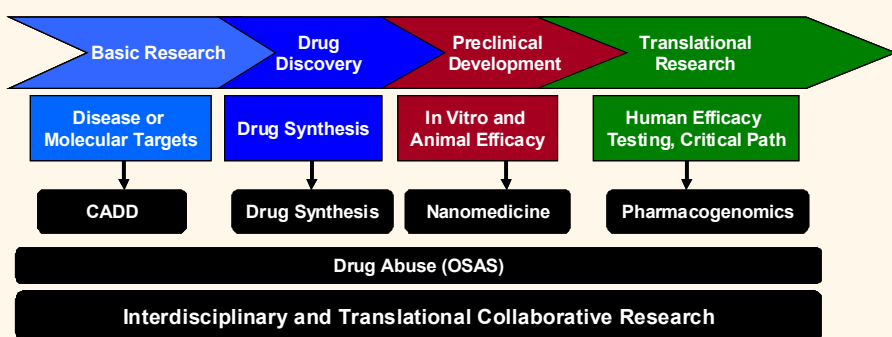 Basic Research
Drug
Discovery
Preclinical
Development
Translational
Research
Disease or
Molecular Targets
Drug Synthesis
In Vitro and
Animal Efficacy
Human Efficacy
Testing, Critical Path
CADD
Drug Synthesis
Nanomedicine
Pharmacogenomics
Drug Abuse (OSAS)
Interdisciplinary and Translational Collaborative Research